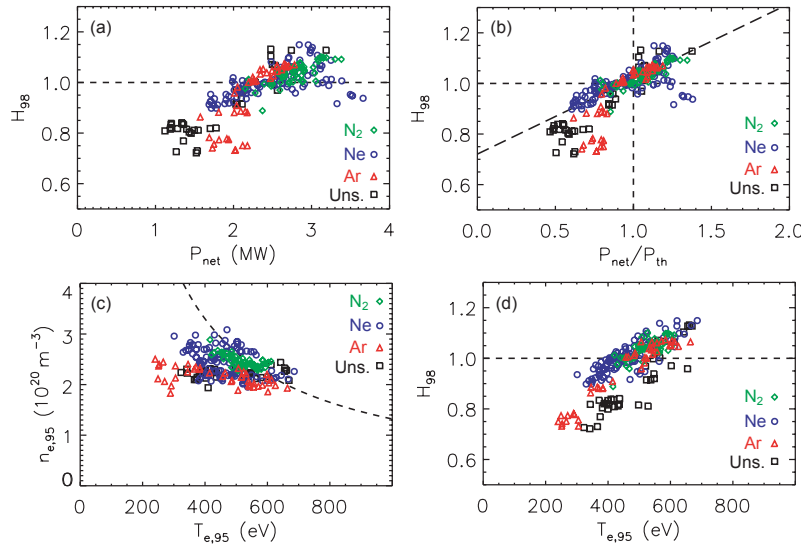 (a)
1.2
1.0
0.8
0.6
H98
N2
Ne
Ar
Uns.
0 1 2 3 4
Pnet (MW)
(b)
1.2
1.0
0.8
0.6
H98
N2
Ne
Ar
Uns.
0.0 0.5 1.0 1.5 2.0
Pnet/Pth
(c)
4
3
2
1
0
ne,95 (10^20 m^-3)
N2
Ne
Ar
Uns.
0 200 400 600 800
Te,95 (eV)
(d)
1.2
1.0
0.8
0.6
H98
N2
Ne
Ar
Uns.
0 200 400 600 800
Te,95 (eV)